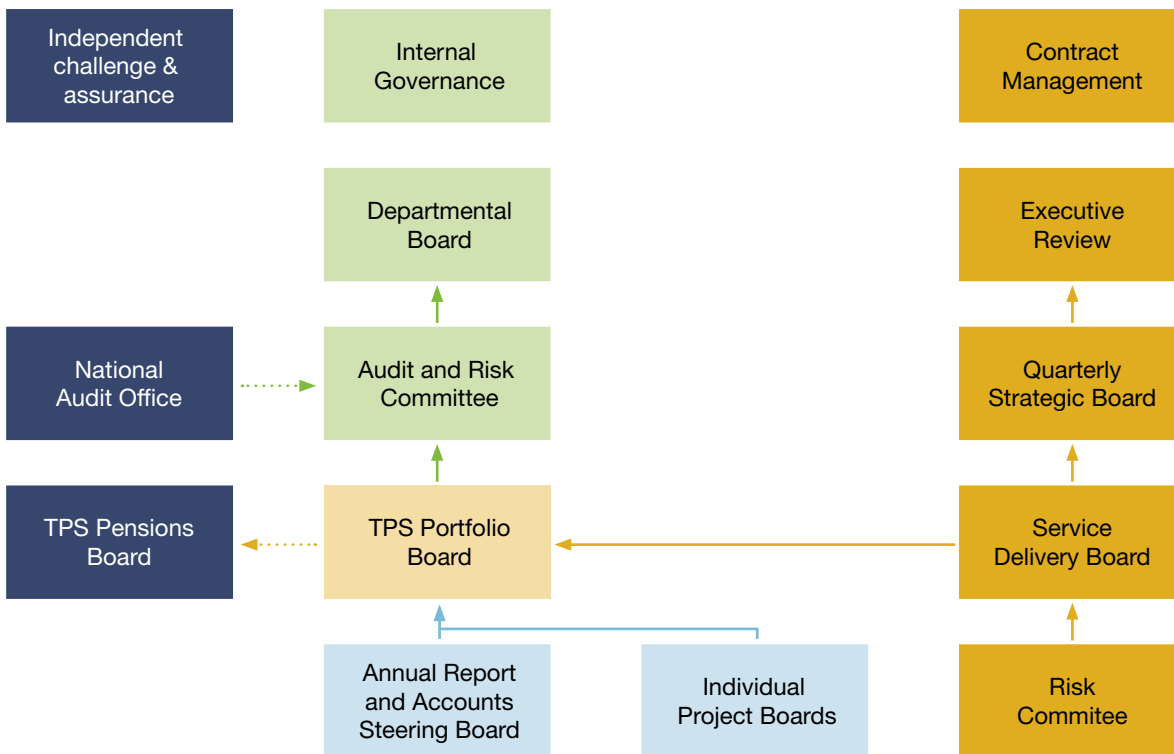 Independent
challenge &
assurance
Internal
Governance
Contract
Management
Departmental
Board
Executive
Review
National
Audit Office
Audit and Risk
Committee
Quarterly
Strategic Board
TPS Pensions
Board
TPS Portfolio
Board
Service
Delivery Board
Annual Report
and Accounts
Steering Board
Individual
Project Boards
Risk
Commitee